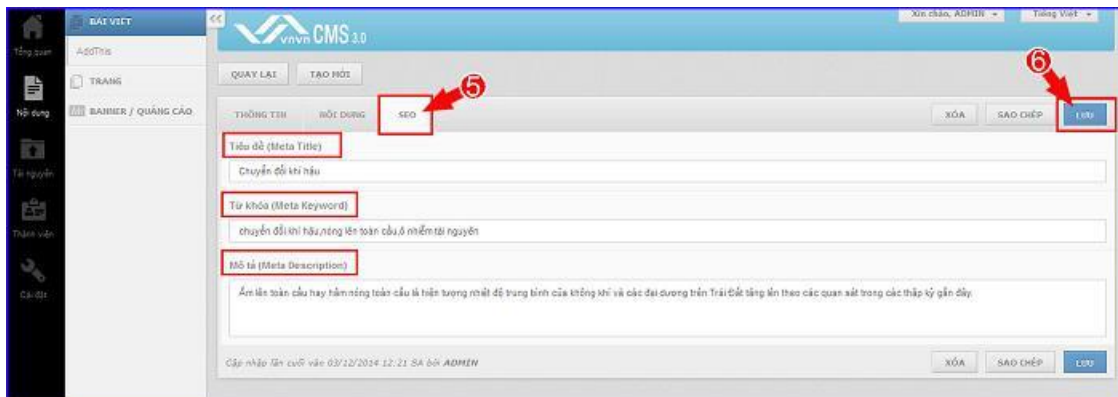 BÀI VIẾT
AddThis
TRANG
BANNER / QUẢNG CÁO
Tổng quan
Nội dung
Tài nguyên
Thành viên
Cài đặt
vnvn CMS 3.0
Xin chào, ADMIN
Tiếng Việt
QUAY LẠI TẠO MỚI
5
6
THÔNG TIN NỘI DUNG SEO
XÓA SAO CHÉP LƯU
Tiêu đề (Meta Title)
Chuyển đổi khí hậu
Từ khóa (Meta Keyword)
chuyển đổi khí hậu,nóng lên toàn cầu,ô nhiễm tài nguyên
Mô tả (Meta Description)
Ấm lên toàn cầu hay hâm nóng toàn cầu là hiện tượng nhiệt độ trung bình của không khí và các đại dương trên Trái Đất tăng lên theo các quan sát trong các thập kỷ gần đây.
Cập nhập lần cuối vào 03/12/2014 12:21 SA bởi ADMIN
XÓA SAO CHÉP LƯU